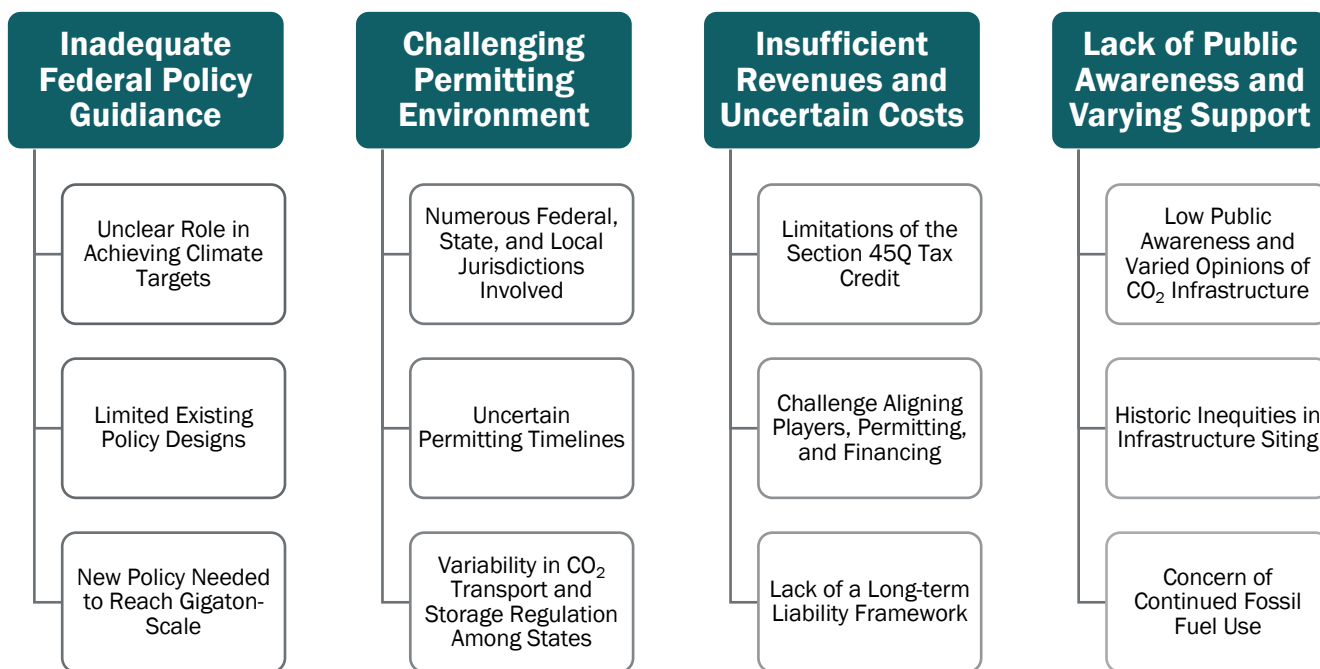 Inadequate
Federal Policy
Guidiance
Unclear Role in
Achieving Climate
Targets
Limited Existing
Policy Designs
New Policy Needed
to Reach Gigaton-
Scale
Challenging
Permitting
Environment
Numerous Federal,
State, and Local
Jurisdictions
Involved
Uncertain
Permitting Timelines
Variability in CO₂
Transport and
Storage Regulation
Among States
Insufficient
Revenues and
Uncertain Costs
Limitations of the
Section 45Q Tax
Credit
Challenge Aligning
Players, Permitting,
and Financing
Lack of a Long-term
Liability Framework
Lack of Public
Awareness and
Varying Support
Low Public
Awareness and
Varied Opinions of
CO₂ Infrastructure
Historic Inequities in
Infrastructure Siting
Concern of
Continued Fossil
Fuel Use